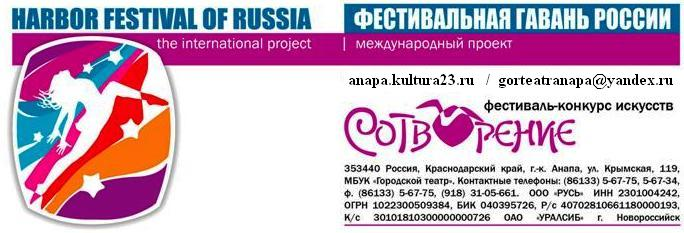 HARBOR FESTIVAL OF RUSSIA
ФЕСТИВАЛЬНАЯ ГАВАНЬ РОССИИ
the international project | международный проект
anapa.kultura23.ru / gorteatranapa@yandex.ru
фестиваль-конкурс искусств
СОТВОРЕНИЕ
353440 Россия, Краснодарский край, г.-к. Анапа, ул. Крымская, 119,
МБУК «Городской театр». Контактные телефоны: (86133) 5-67-75, 5-67-34,
ф. (86133) 5-67-75, (918) 31-05-661. ООО «РУСЬ» ИНН 2301004242,
ОГРН 1022300509384, БИК 040395726, Р/с 40702810661180000193,
К/с 30101810300000000726 ОАО «УРАЛСИБ» г. Новороссийск